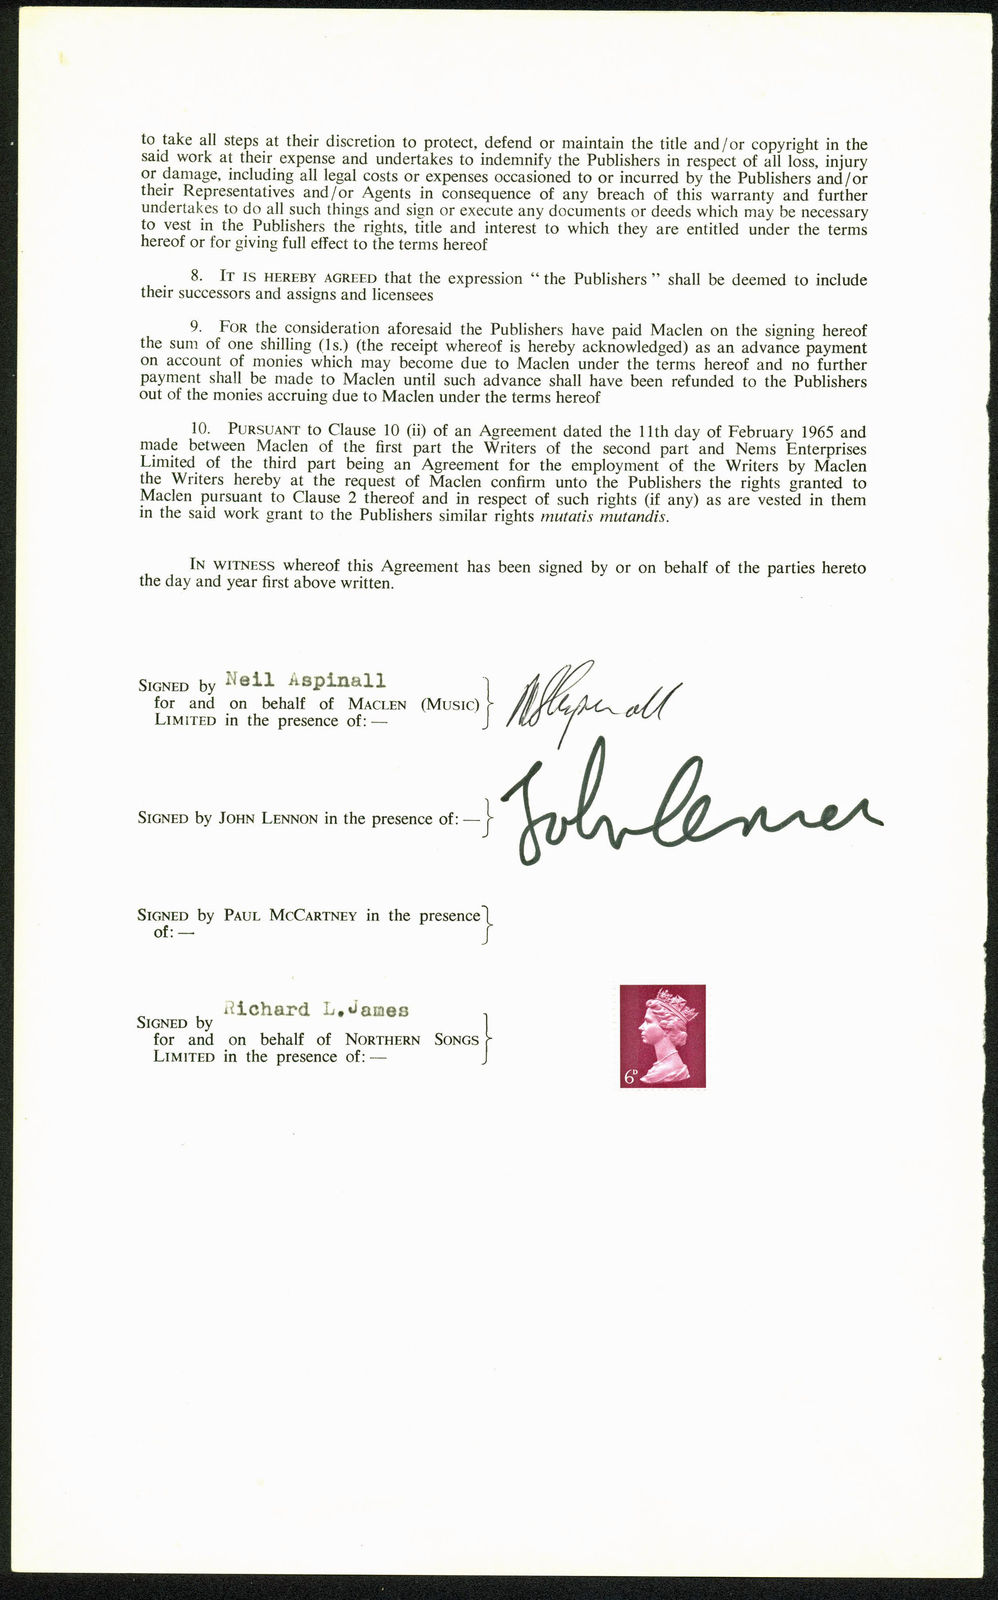 to take all steps at their discretion to protect, defend or maintain the title and/or copyright in the
said work at their expense and undertakes to indemnify the Publishers in respect of all loss, injury
or damage, including all legal costs or expenses occasioned to or incurred by the Publishers and/or
their Representatives and/or Agents in consequence of any breach of this warranty and further
undertakes to do all such things and sign or execute any documents or deeds which may be necessary
to vest in the Publishers the rights, title and interest to which they are entitled under the terms
hereof or for giving full effect to the terms hereof
8. IT IS HEREBY AGREED that the expression “ the Publishers ” shall be deemed to include
their successors and assigns and licensees
9. FOR the consideration aforesaid the Publishers have paid Maclen on the signing hereof
the sum of one shilling (1s.) (the receipt whereof is hereby acknowledged) as an advance payment
on account of monies which may become due to Maclen under the terms hereof and no further
payment shall be made to Maclen until such advance shall have been refunded to the Publishers
out of the monies accruing due to Maclen under the terms hereof
10. PURSUANT to Clause 10 (ii) of an Agreement dated the 11th day of February 1965 and
made between Maclen of the first part the Writers of the second part and Nems Enterprises
Limited of the third part being an Agreement for the employment of the Writers by Maclen
the Writers hereby at the request of Maclen confirm unto the Publishers the rights granted to
Maclen pursuant to Clause 2 thereof and in respect of such rights (if any) as are vested in them
in the said work grant to the Publishers similar rights mutatis mutandis.
IN WITNESS whereof this Agreement has been signed by or on behalf of the parties hereto
the day and year first above written.
SIGNED by Neil Aspinall
for and on behalf of MACLEN (MUSIC)
LIMITED in the presence of: —
N S Aspinall
SIGNED by JOHN LENNON in the presence of: —
John Lennon
SIGNED by PAUL MCCARTNEY in the presence
of: —
Richard L. James
SIGNED by
for and on behalf of NORTHERN SONGS
LIMITED in the presence of: —
6D